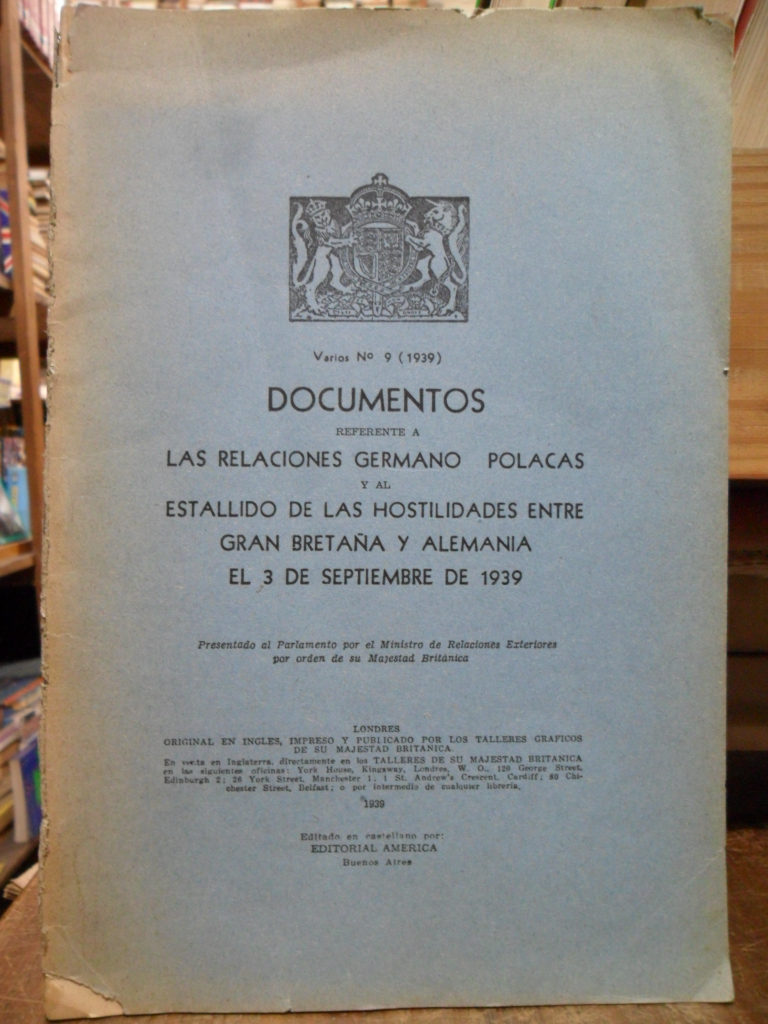 Varios Nº 9 (1939)
DOCUMENTOS
REFERENTE A
LAS RELACIONES GERMANO POLACAS
Y AL
ESTALLIDO DE LAS HOSTILIDADES ENTRE
GRAN BRETAÑA Y ALEMANIA
EL 3 DE SEPTIEMBRE DE 1939
Presentado al Parlamento por el Ministro de Relaciones Exteriores
por orden de su Majestad Británica
LONDRES
ORIGINAL EN INGLES, IMPRESO Y PUBLICADO POR LOS TALLERES GRAFICOS
DE SU MAJESTAD BRITANICA.
En venta en Inglaterra, directamente en los TALLERES DE SU MAJESTAD BRITANICA
en las siguientes oficinas: York House, Kingsway, Londres, W. O., 120 George Street,
Edinburgh 2; 26 York Street, Manchester 1, 1 St. Andrew's Crescent, Cardiff; 80 Chi-
chester Street, Belfast; o por intermedio de cualquier librería.
1939
Editado en castellano por:
EDITORIAL AMERICA
Buenos Aires